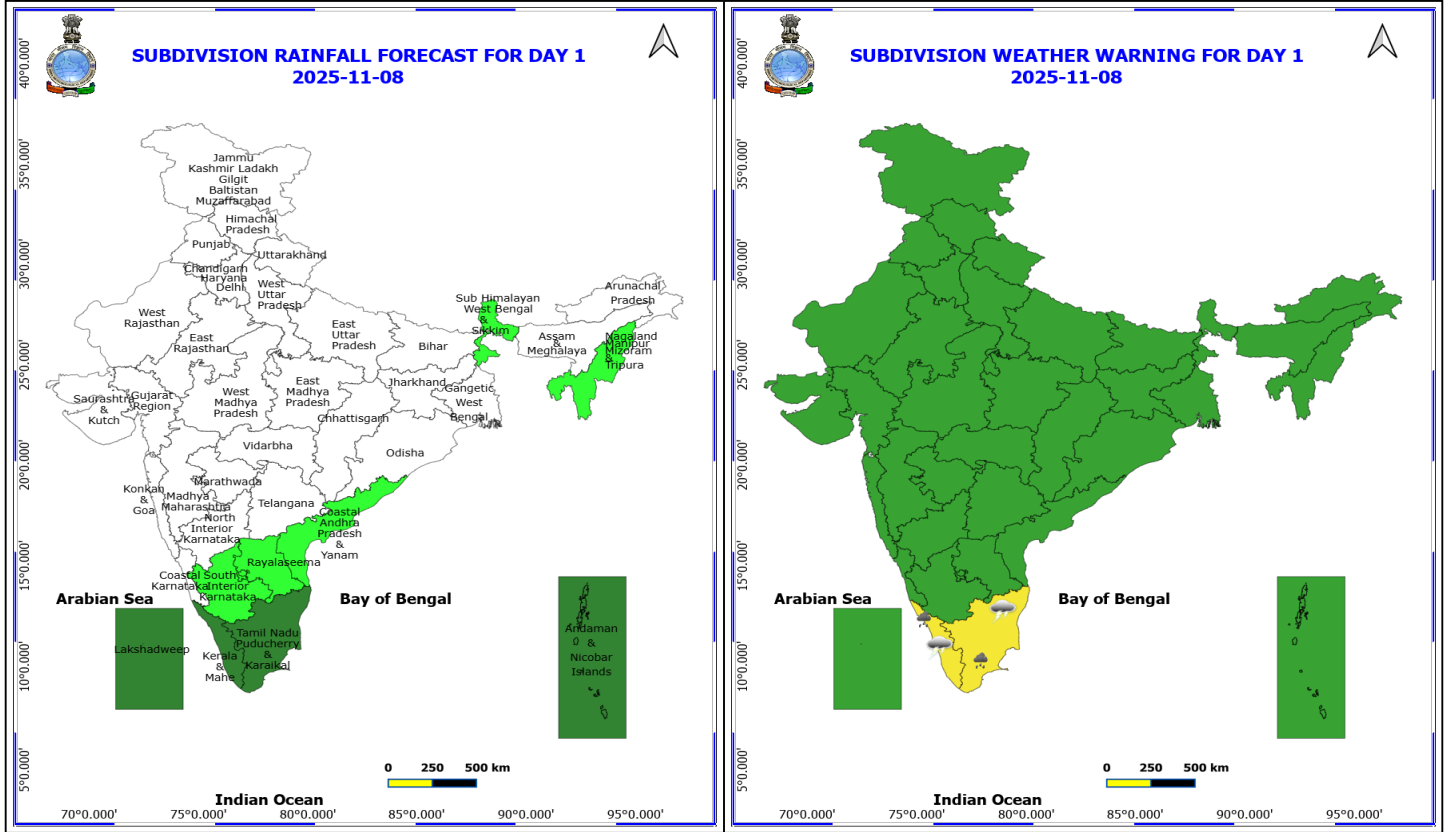 SUBDIVISION RAINFALL FORECAST FOR DAY 1
2025-11-08
40°0.000'
35°0.000'
30°0.000'
25°0.000'
20°0.000'
15°0.000'
10°0.000'
5°0.000'
Jammu
Kashmir Ladakh
Gilgit
Baltistan
Muzaffarabad
Himachal
Pradesh
Punjab
Uttarakhand
Chandigarh
Haryana
Delhi
West
Uttar
Pradesh
Arunachal
Pradesh
Sub Himalayan
West Bengal
&
Sikkim
West
Rajasthan
East
Rajasthan
East
Uttar
Pradesh
Bihar
Assam
&
Meghalaya
Nagaland
Manipur
Mizoram
&
Tripura
Saurashtra
&
Kutch
Gujarat
Region
West
Madhya
Pradesh
East
Madhya
Pradesh
Jharkhand
Gangetic
West
Bengal
Chhattisgarh
Vidarbha
Odisha
Konkan
&
Goa
Madhya
Maharashtra
Marathwada
Telangana
North
Interior
Karnataka
Coastal
Andhra
Pradesh
&
Yanam
Rayalaseema
Coastal
Karnataka
South
Interior
Karnataka
Arabian Sea
Bay of Bengal
Lakshadweep
Kerala
&
Mahe
Tamil Nadu
Puducherry
&
Karaikal
Andaman
&
Nicobar
Islands
0 250 500 km
Indian Ocean
70°0.000' 75°0.000' 80°0.000' 85°0.000' 90°0.000' 95°0.000'
SUBDIVISION WEATHER WARNING FOR DAY 1
2025-11-08
40°0.000'
35°0.000'
30°0.000'
25°0.000'
20°0.000'
15°0.000'
10°0.000'
5°0.000'
Arabian Sea
Bay of Bengal
0 250 500 km
Indian Ocean
70°0.000' 75°0.000' 80°0.000' 85°0.000' 90°0.000' 95°0.000'